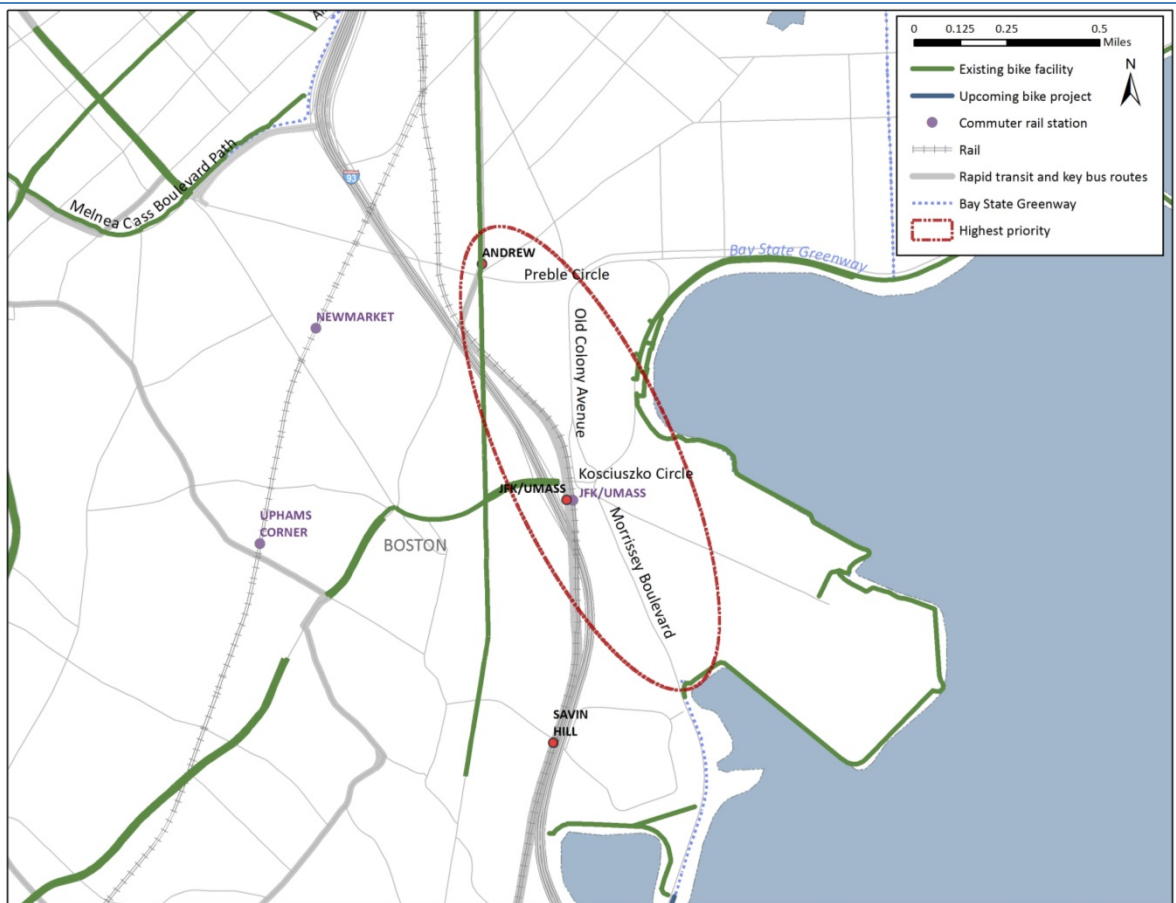 0 0.125 0.25 0.5
Miles
N
Existing bike facility
Upcoming bike project
Commuter rail station
Rail
Rapid transit and key bus routes
Bay State Greenway
Highest priority
Melnea Cass Boulevard Path
93
ANDREW
Preble Circle
Bay State Greenway
NEWMARKET
Old Colony Avenue
Kosciuszko Circle
JFK/UMASS
JFK/UMASS
UPHAMS
CORNER
BOSTON
Morrissey Boulevard
SAVIN
HILL